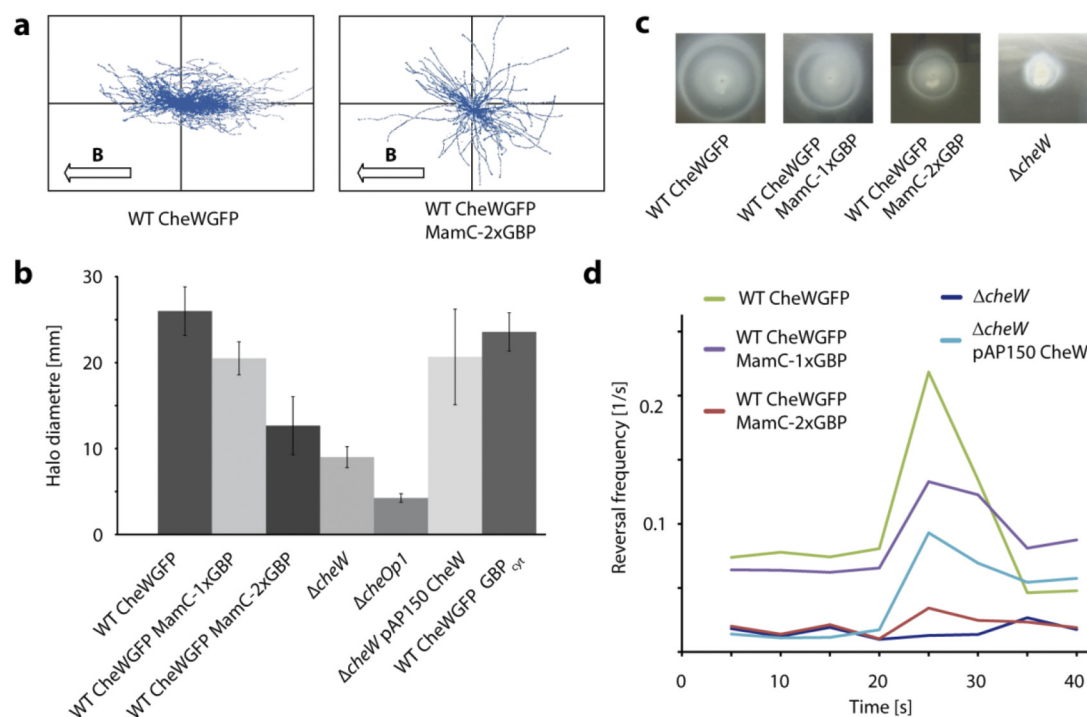 a
B
WT CheWGFP
B
WT CheWGFP
MamC-2xGBP
c
WT CheWGFP
WT CheWGFP
MamC-1xGBP
WT CheWGFP
MamC-2xGBP
ΔcheW
b
Halo diametre [mm]
30
20
10
0
WT CheWGFP
WT CheWGFP MamC-1xGBP
WT CheWGFP MamC-2xGBP
ΔcheW
ΔcheOp1
ΔcheW pAP150 CheW
WT CheWGFP GBP cyt
d
WT CheWGFP
WT CheWGFP
MamC-1xGBP
WT CheWGFP
MamC-2xGBP
ΔcheW
ΔcheW
pAP150 CheW
Reversal frequency [1/s]
0.2
0.1
0
0
10
20
30
40
Time [s]